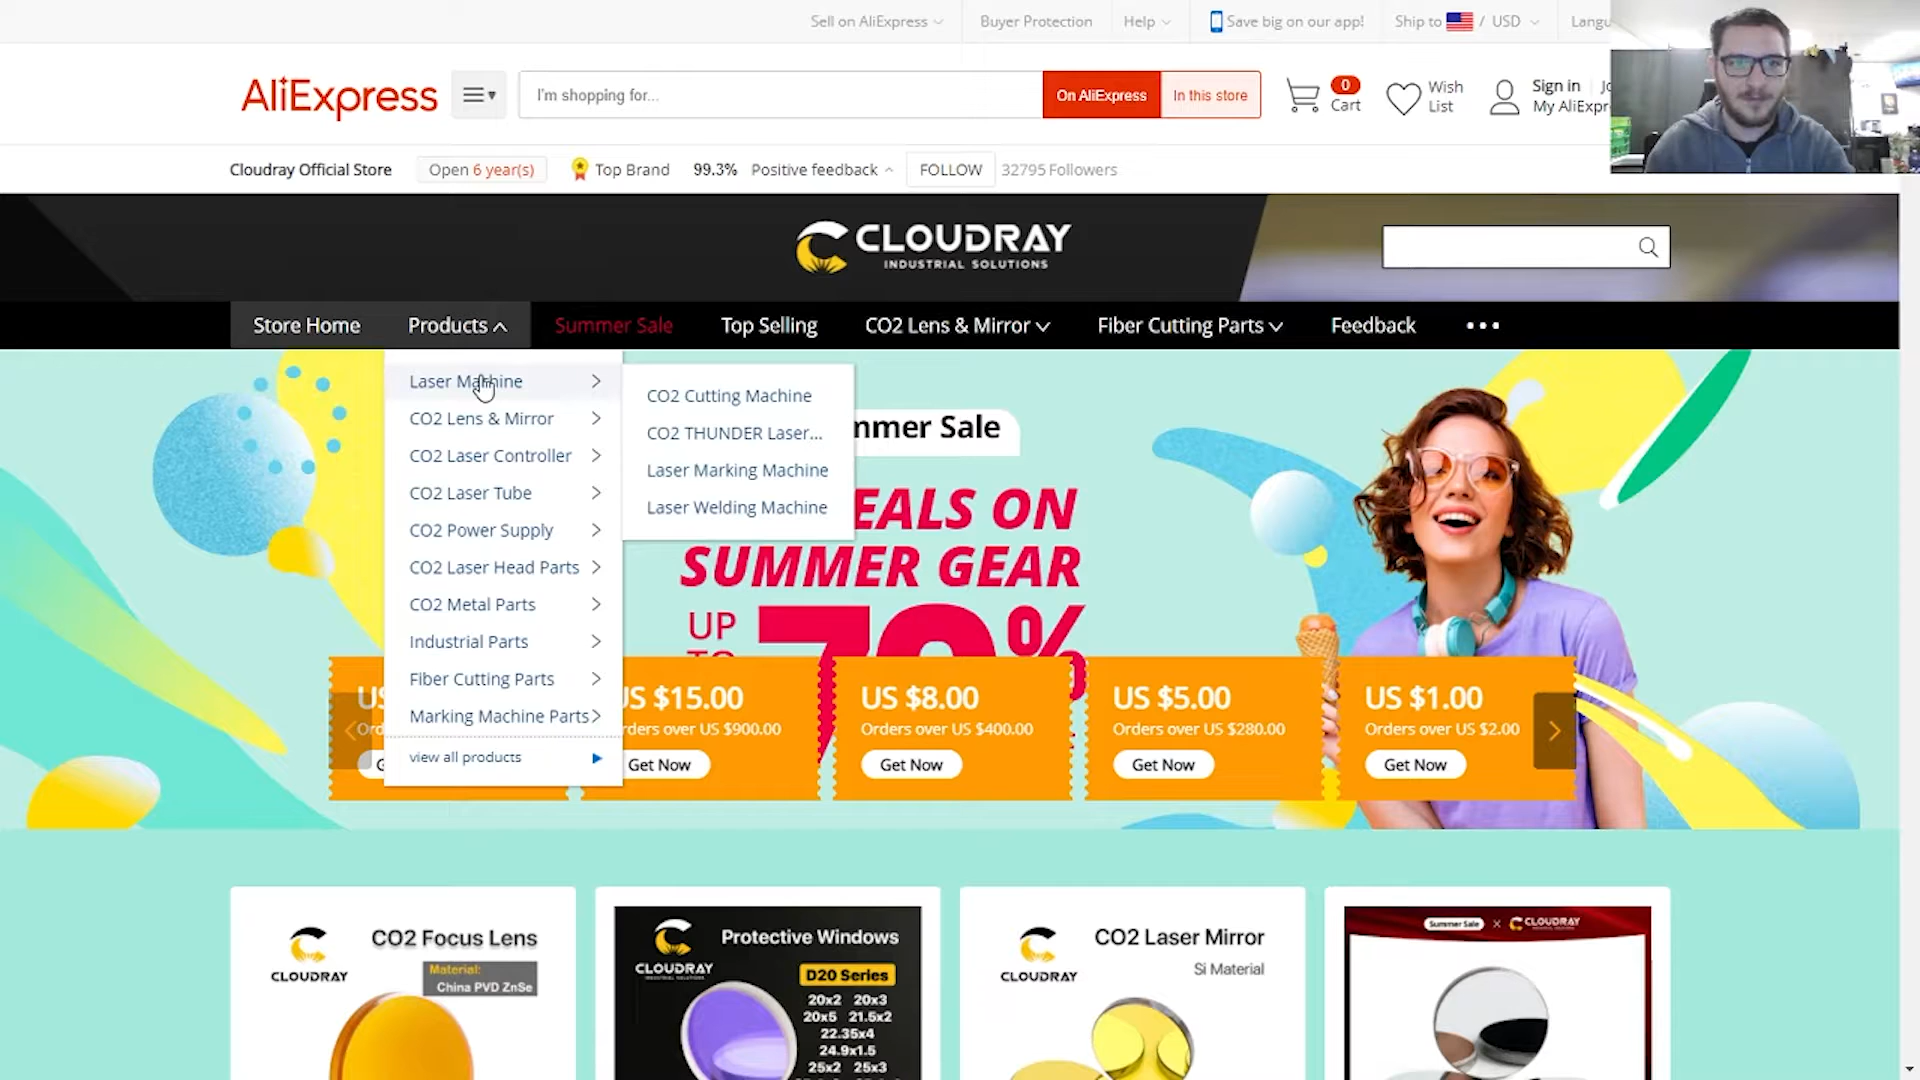 Sell on AliExpress
Buyer Protection
Help
Save big on our app!
Ship to / USD
AliExpress
I'm shopping for...
On AliExpress
In this store
0
Cart
Wish
List
Sign in
My AliExpr
Cloudray Official Store
Open 6 year(s)
Top Brand
99.3% Positive feedback
FOLLOW
32795 Followers
CLOUDRAY
INDUSTRIAL SOLUTIONS
Store Home
Products
Summer Sale
Top Selling
CO2 Lens & Mirror
Fiber Cutting Parts
Feedback
Laser Machine
CO2 Lens & Mirror
CO2 Laser Controller
CO2 Laser Tube
CO2 Power Supply
CO2 Laser Head Parts
CO2 Metal Parts
Industrial Parts
Fiber Cutting Parts
Marking Machine Parts
view all products
CO2 Cutting Machine
CO2 THUNDER Laser...
Laser Marking Machine
Laser Welding Machine
Sale
ON
SUMMER GEAR
UP
%
US $15.00
Orders over US $900.00
Get Now
US $8.00
Orders over US $400.00
Get Now
US $5.00
Orders over US $280.00
Get Now
US $1.00
Orders over US $2.00
Get Now
CLOUDRAY
CO2 Focus Lens
Material:
China PVD ZnSe
CLOUDRAY
Protective Windows
D20 Series
20x2 20x3
20x5 21.5x2
22.35x4
24.9x1.5
25x2 25x3
CLOUDRAY
CO2 Laser Mirror
Si Material
Summer Sale × CLOUDRAY